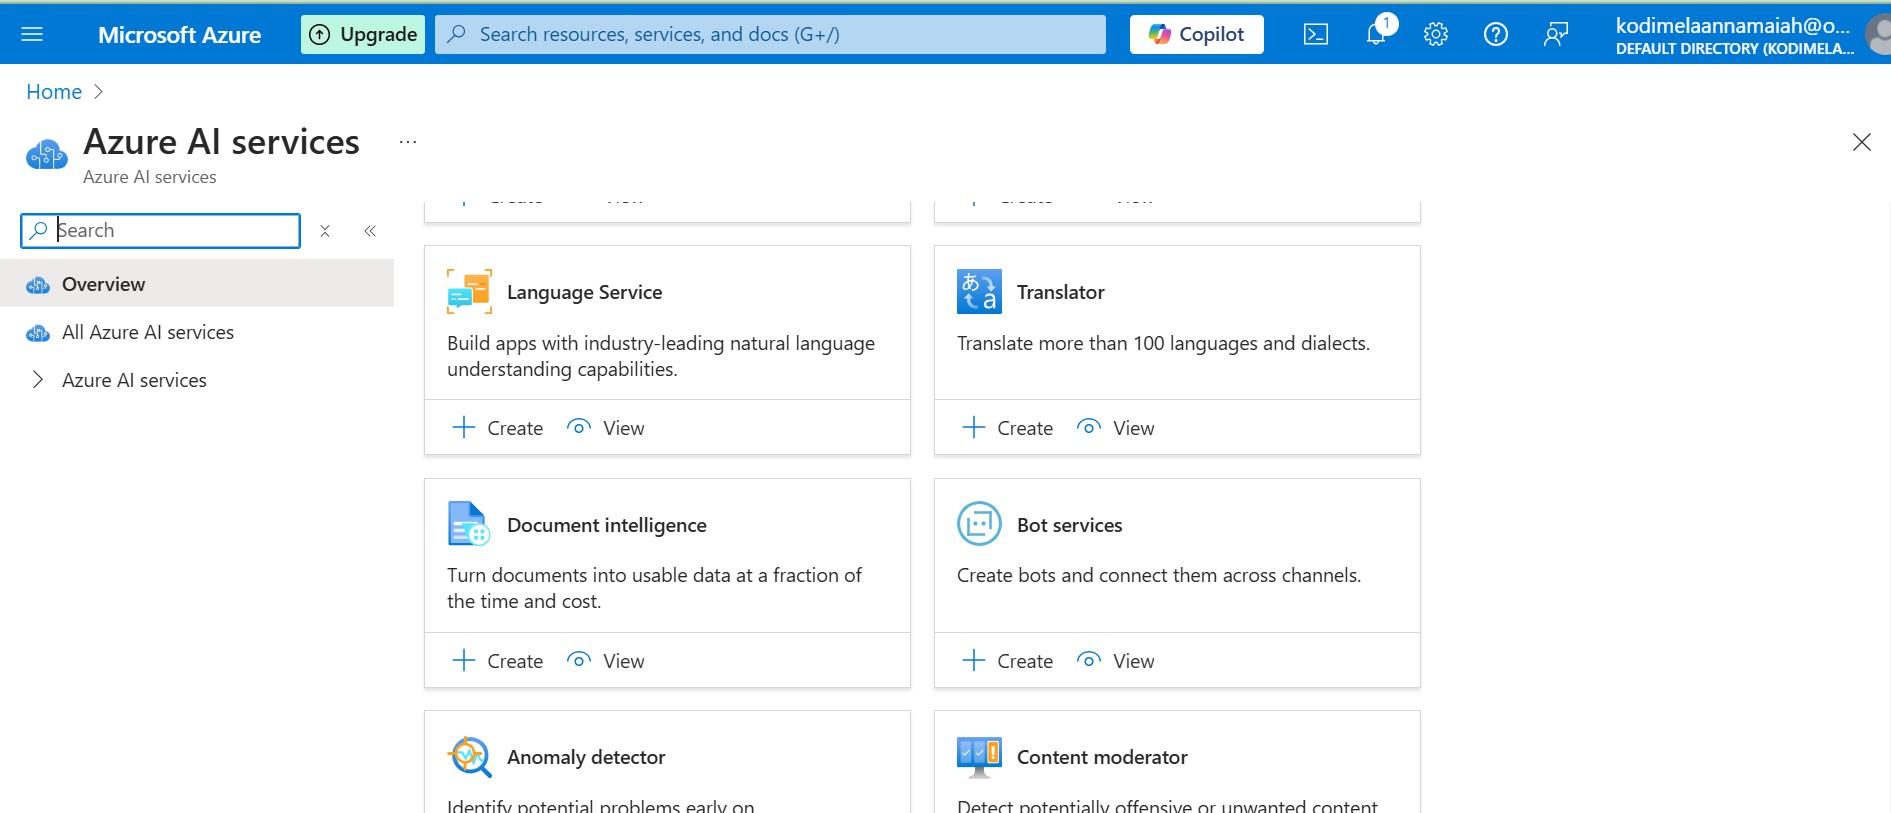 Microsoft Azure
Upgrade
Search resources, services, and docs (G+/)
Copilot
1
kodimelaannamaiah@o...
DEFAULT DIRECTORY (KODIMELA...
Home
Azure AI services
Azure AI services
Search
Overview
All Azure AI services
Azure AI services
Language Service
Build apps with industry-leading natural language
understanding capabilities.
Create View
Translator
Translate more than 100 languages and dialects.
Create View
Document intelligence
Turn documents into usable data at a fraction of
the time and cost.
Create View
Bot services
Create bots and connect them across channels.
Create View
Anomaly detector
Identify potential problems early on
Content moderator
Detect potentially offensive or unwanted content